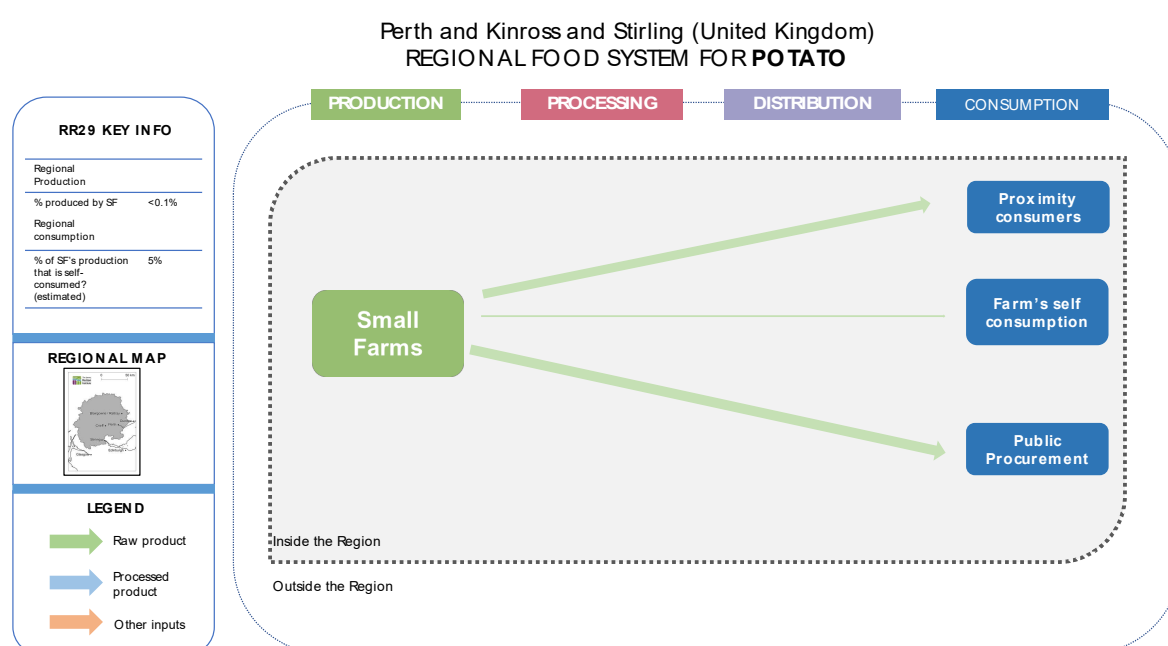 Perth and Kinross and Stirling (United Kingdom)
REGIONAL FOOD SYSTEM FOR POTATO
PRODUCTION
PROCESSING
DISTRIBUTION
CONSUMPTION
RR29 KEY INFO
Regional
Production
% produced by SF <0.1%
Regional
consumption
% of SF's production 5%
that is self-
consumed?
(estimated)
REGIONAL MAP
LEGEND
Raw product
Processed
product
Other inputs
Small
Farms
Proximity
consumers
Farm's self
consumption
Public
Procurement
Inside the Region
Outside the Region